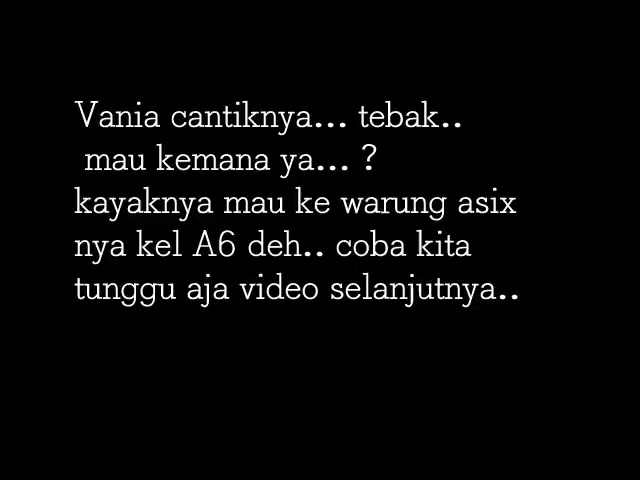 Vania cantiknya... tebak..
mau kemana ya... ?
kayaknya mau ke warung asix
nya kel A6 deh.. coba kita
tunggu aja video selanjutnya..